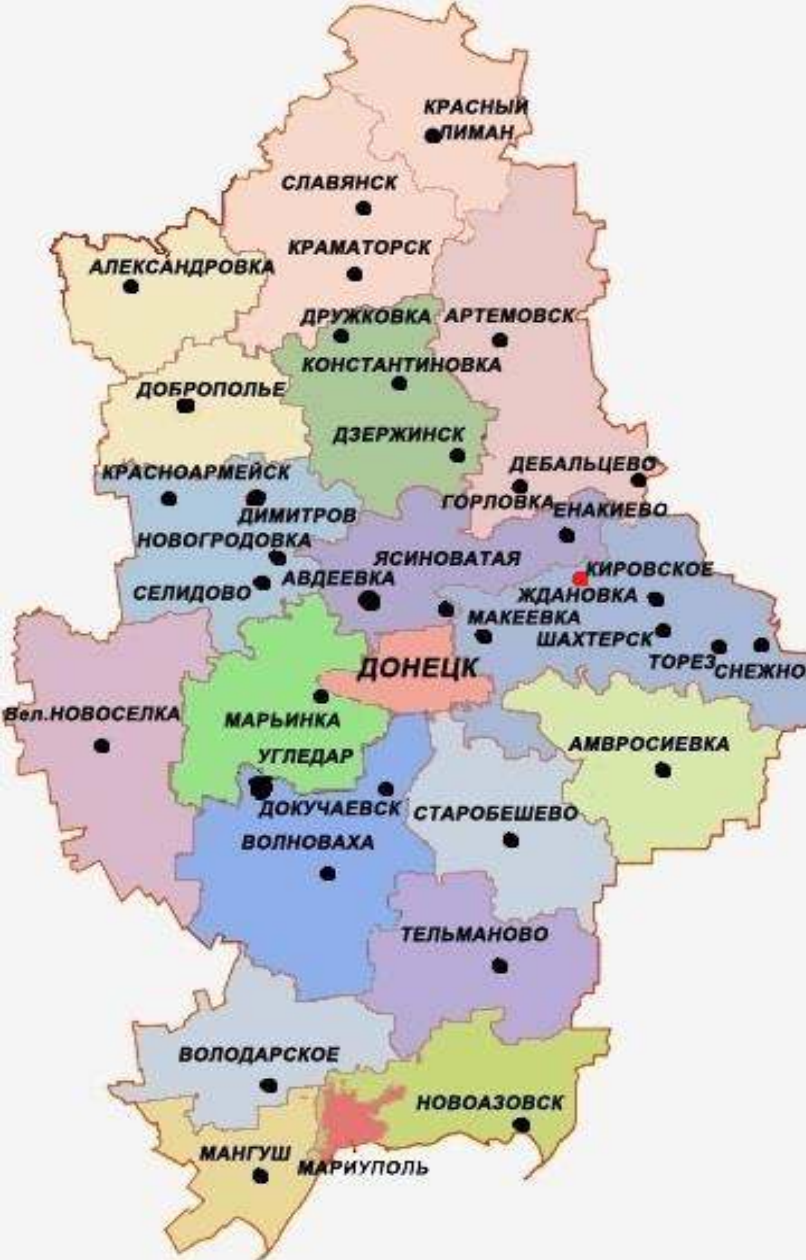 КРАСНЫЙ
ЛИМАН
СЛАВЯНСК
КРАМАТОРСК
АЛЕКСАНДРОВКА
ДРУЖКОВКА
АРТЕМОВСК
КОНСТАНТИНОВКА
ДОБРОПОЛЬЕ
ДЗЕРЖИНСК
ДЕБАЛЬЦЕВО
КРАСНОАРМЕЙСК
ГОРЛОВКА
ЕНАКИЕВО
ДИМИТРОВ
НОВОГРОДОВКА
ЯСИНОВАТАЯ
КИРОВСКОЕ
АВДЕЕВКА
СЕЛИДОВО
ЖДАНОВКА
МАКЕЕВКА
ШАХТЕРСК
ТОРЕЗ
СНЕЖНО
ДОНЕЦК
Вел.НОВОСЕЛКА
МАРЬИНКА
АМВРОСИЕВКА
УГЛЕДАР
ДОКУЧАЕВСК
СТАРОБЕШЕВО
ВОЛНОВАХА
ТЕЛЬМАНОВО
ВОЛОДАРСКОЕ
НОВОАЗОВСК
МАНГУШ
МАРИУПОЛЬ